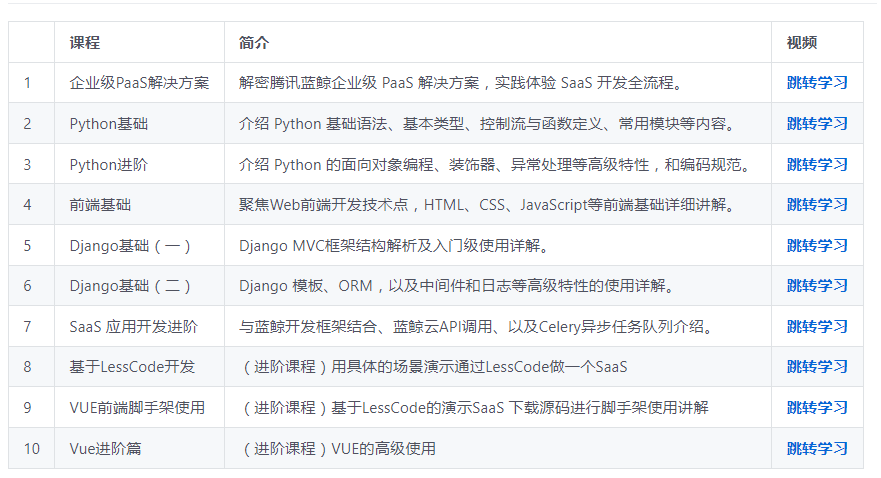 课程 简介 视频
1 企业级PaaS解决方案 解密腾讯蓝鲸企业级 PaaS 解决方案，实践体验 SaaS 开发全流程。 跳转学习
2 Python基础 介绍 Python 基础语法、基本类型、控制流与函数定义、常用模块等内容。 跳转学习
3 Python进阶 介绍 Python 的面向对象编程、装饰器、异常处理等高级特性，和编码规范。 跳转学习
4 前端基础 聚焦Web前端开发技术点，HTML、CSS、JavaScript等前端基础详细讲解。 跳转学习
5 Django基础（一） Django MVC框架结构解析及入门级使用详解。 跳转学习
6 Django基础（二） Django 模板、ORM，以及中间件和日志等高级特性的使用详解。 跳转学习
7 SaaS 应用开发进阶 与蓝鲸开发框架结合、蓝鲸云API调用、以及Celery异步任务队列介绍。 跳转学习
8 基于LessCode开发 （进阶课程）用具体的场景演示通过LessCode做一个SaaS 跳转学习
9 VUE前端脚手架使用 （进阶课程）基于LessCode的演示SaaS 下载源码进行脚手架使用讲解 跳转学习
10 Vue进阶篇 （进阶课程）VUE的高级使用 跳转学习